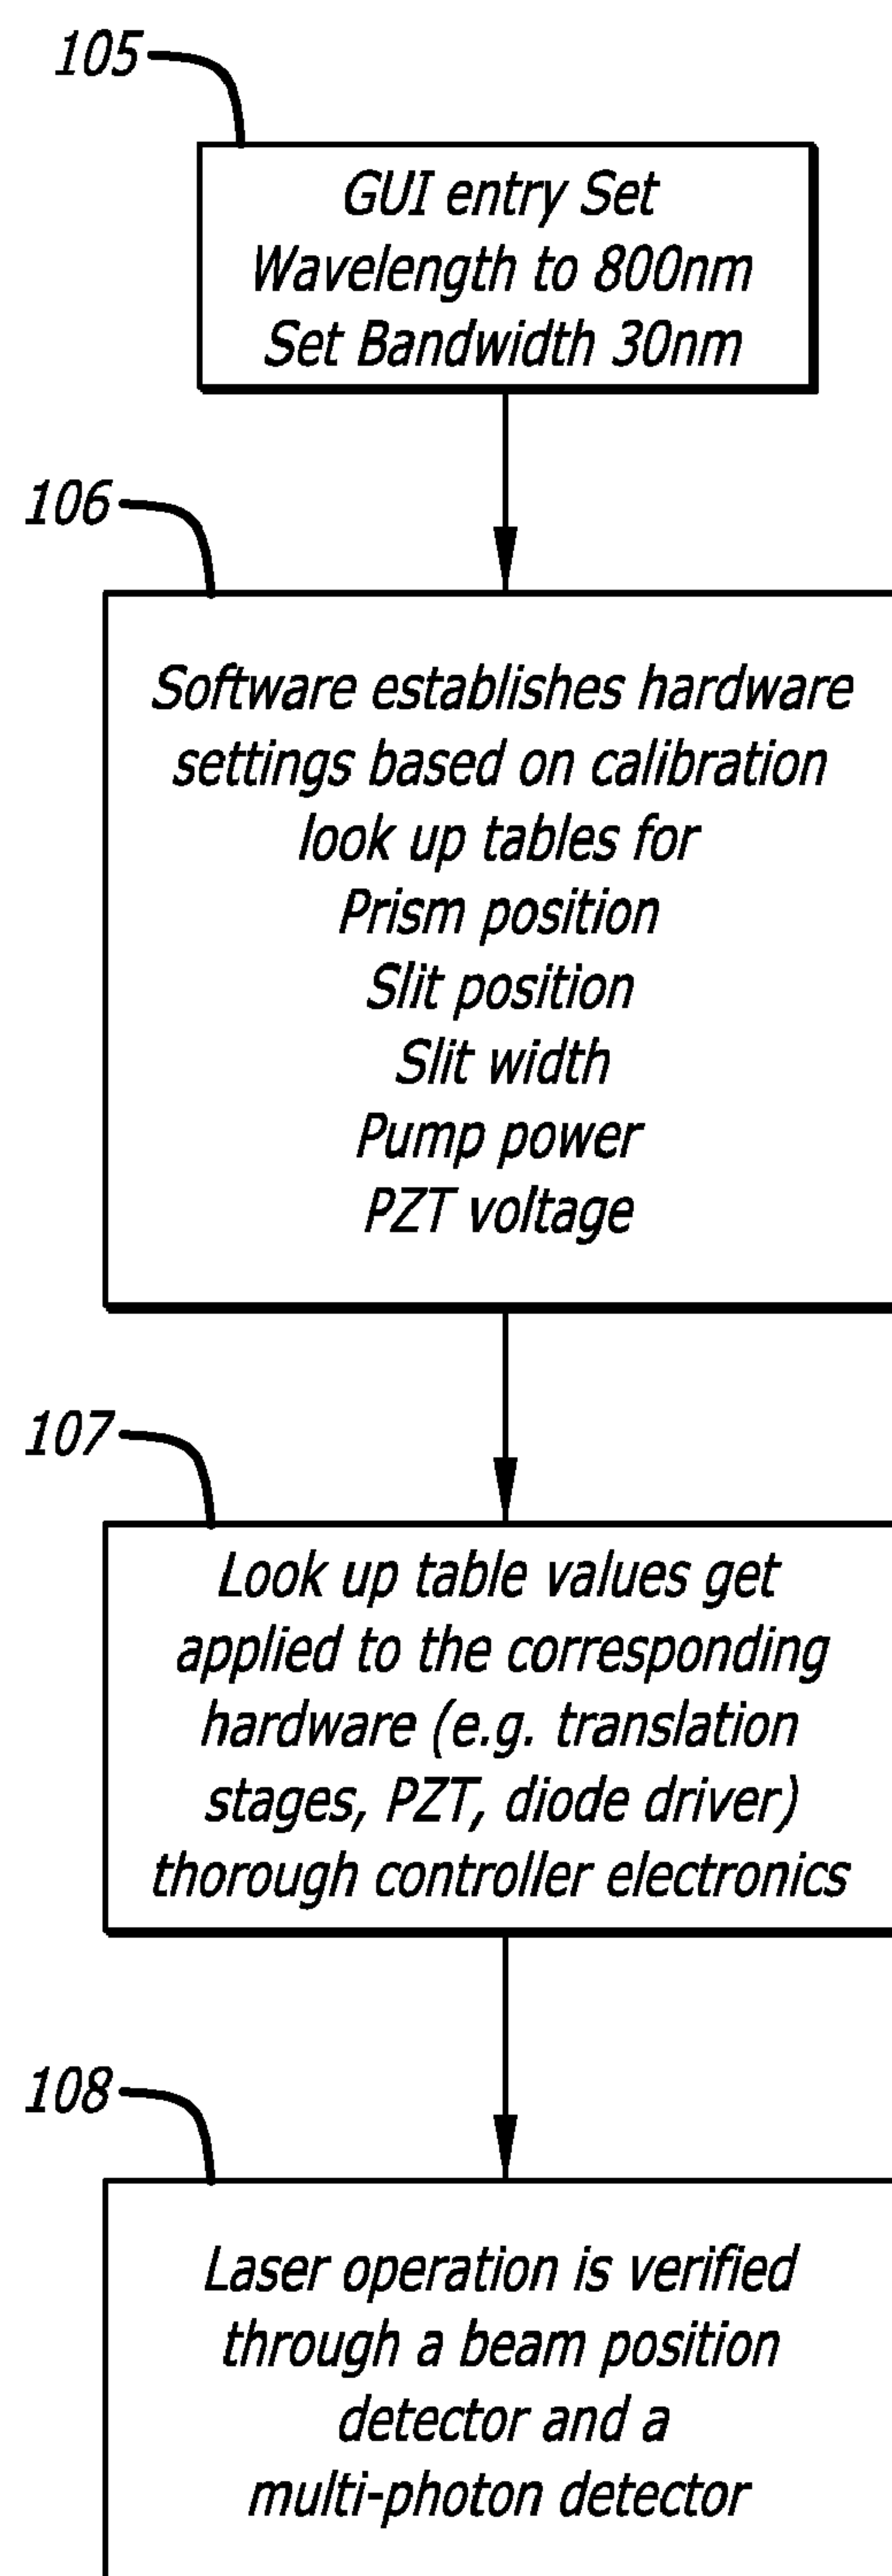 105
GUI entry Set
Wavelength to 800nm
Set Bandwidth 30nm
106
Software establishes hardware
settings based on calibration
look up tables for
Prism position
Slit position
Slit width
Pump power
PZT voltage
107
Look up table values get
applied to the corresponding
hardware (e.g. translation
stages, PZT, diode driver)
thorough controller electronics
108
Laser operation is verified
through a beam position
detector and a
multi-photon detector